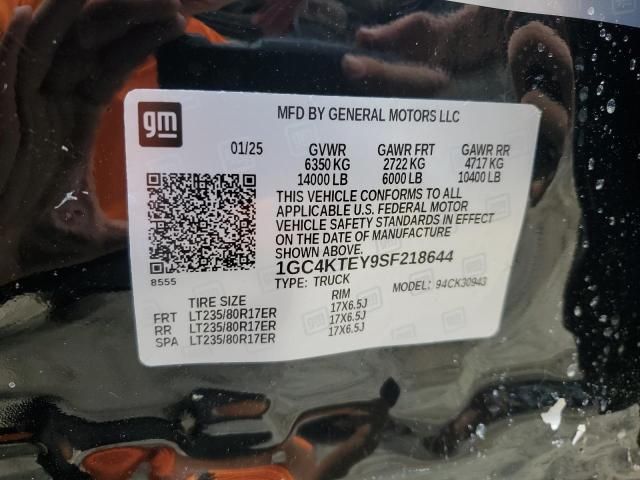 gm
MFD BY GENERAL MOTORS LLC
01/25 GVWR GAWR FRT GAWR RR
6350 KG 2722 KG 4717 KG
14000 LB 6000 LB 10400 LB
THIS VEHICLE CONFORMS TO ALL
APPLICABLE U.S. FEDERAL MOTOR
VEHICLE SAFETY STANDARDS IN EFFECT
ON THE DATE OF MANUFACTURE
SHOWN ABOVE.
1GC4KTEY9SF218644
8555
TYPE: TRUCK MODEL: 94CK30943
TIRE SIZE RIM
FRT LT235/80R17ER 17X6.5J
RR LT235/80R17ER 17X6.5J
SPA LT235/80R17ER 17X6.5J